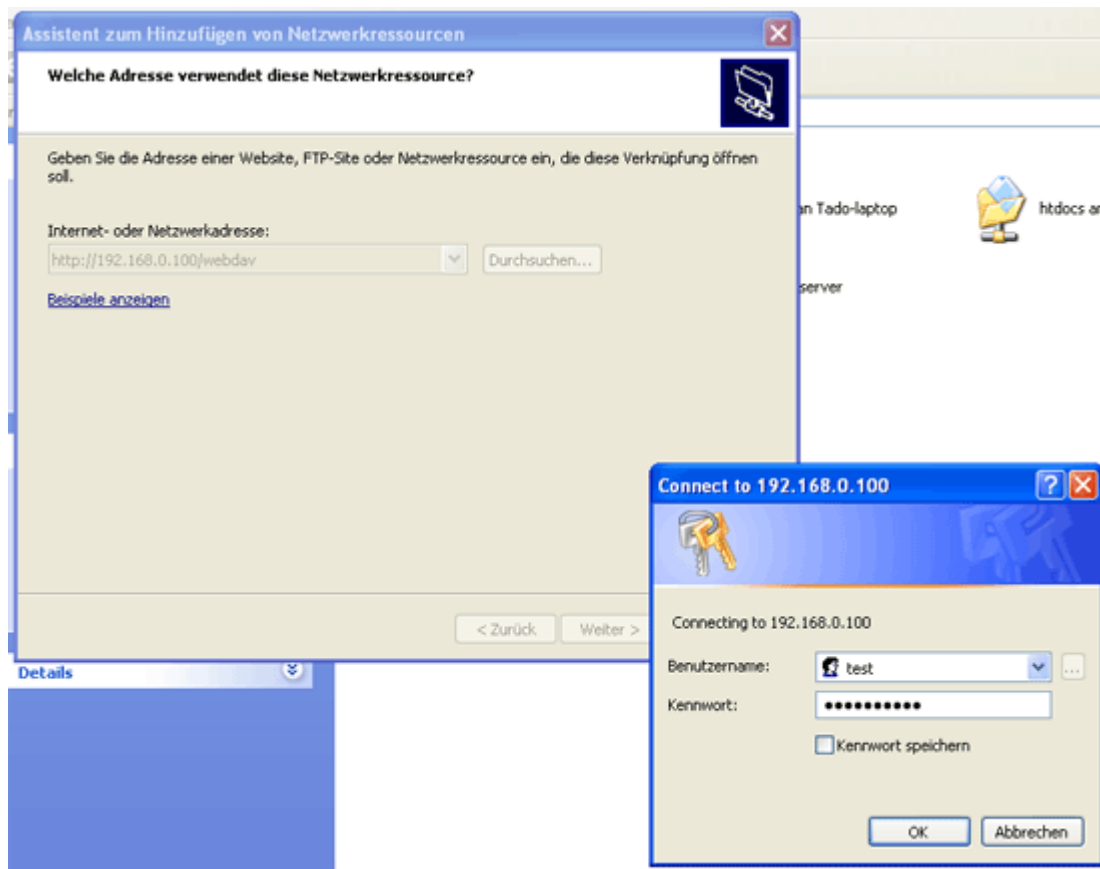 Assistent zum Hinzufügen von Netzwerkressourcen
Welche Adresse verwendet diese Netzwerkressource?
Geben Sie die Adresse einer Website, FTP-Site oder Netzwerkressource ein, die diese Verknüpfung öffnen
soll.
Internet- oder Netzwerkadresse:
http://192.168.0.100/webdav
Durchsuchen...
Beispiele anzeigen
< Zurück
Weiter >
an Tado-laptop
htdocs
server
Details
Connect to 192.168.0.100
Connecting to 192.168.0.100
Benutzername:
test
...
Kennwort:
••••••••••
Kennwort speichern
OK
Abbrechen